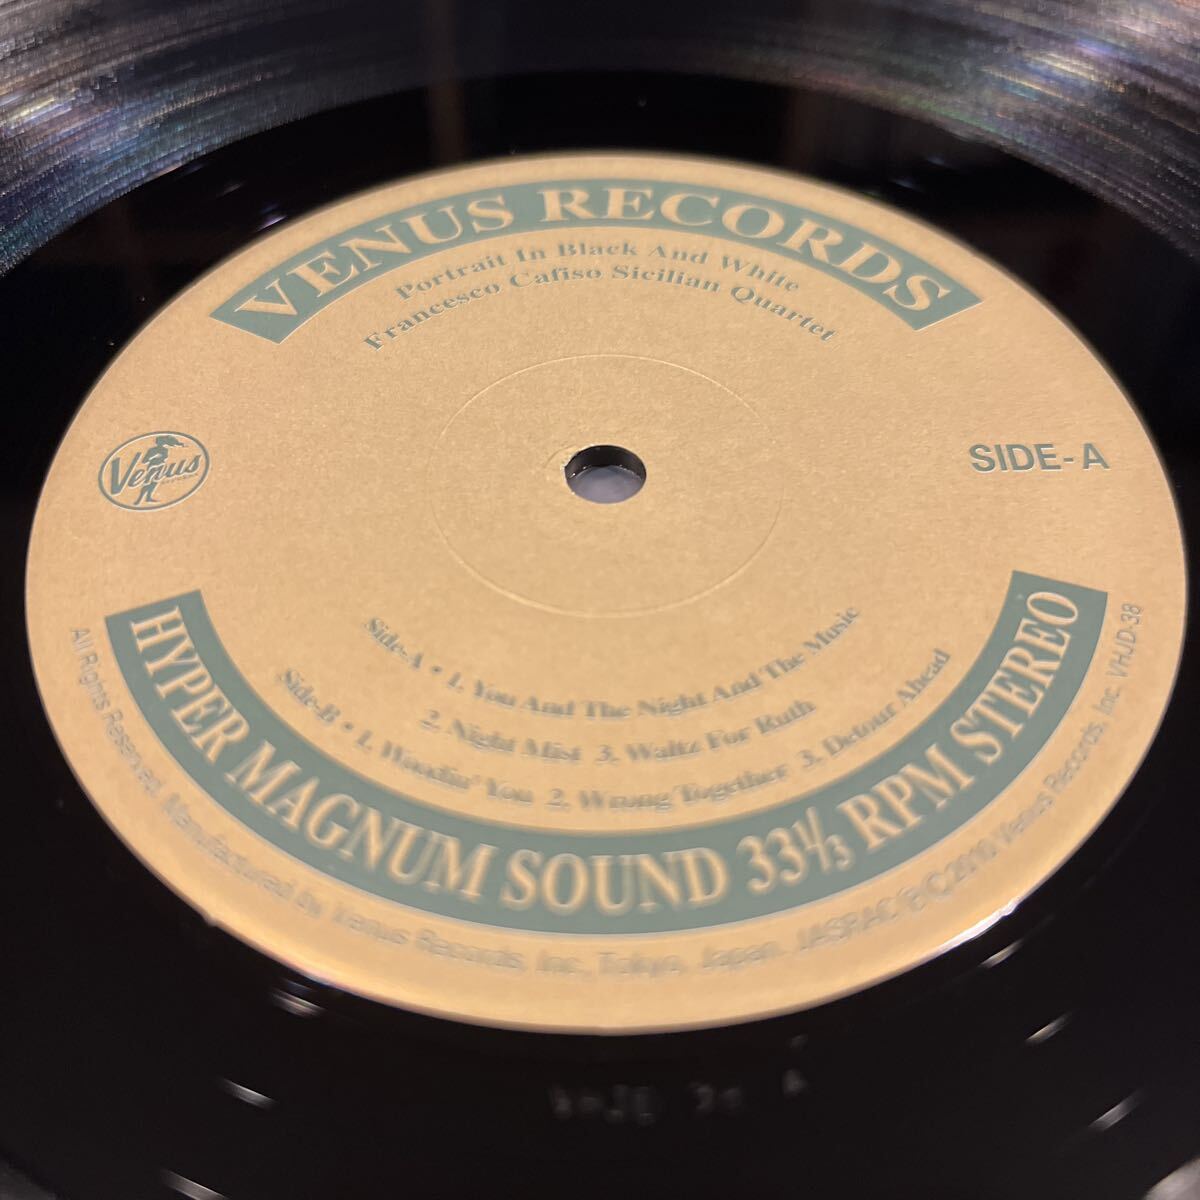 VENUS RECORDS
Portrait In Black And White
Francesco Cafiso Sicilian Quartet
Venus
SIDE-A
Side-A • 1. You And The Night And The Music
2. Night Mist 3. Waltz For Ruth
Side-B • 1. Woodin' You 2. Wrong Together 3. Detour Ahead
HYPER MAGNUM SOUND 33 1/3 RPM STEREO
All Rights Reserved. Manufactured by Venus Records, Inc., Tokyo, Japan. JASRAC ℗©2010 Venus Records, Inc. VHJD-38